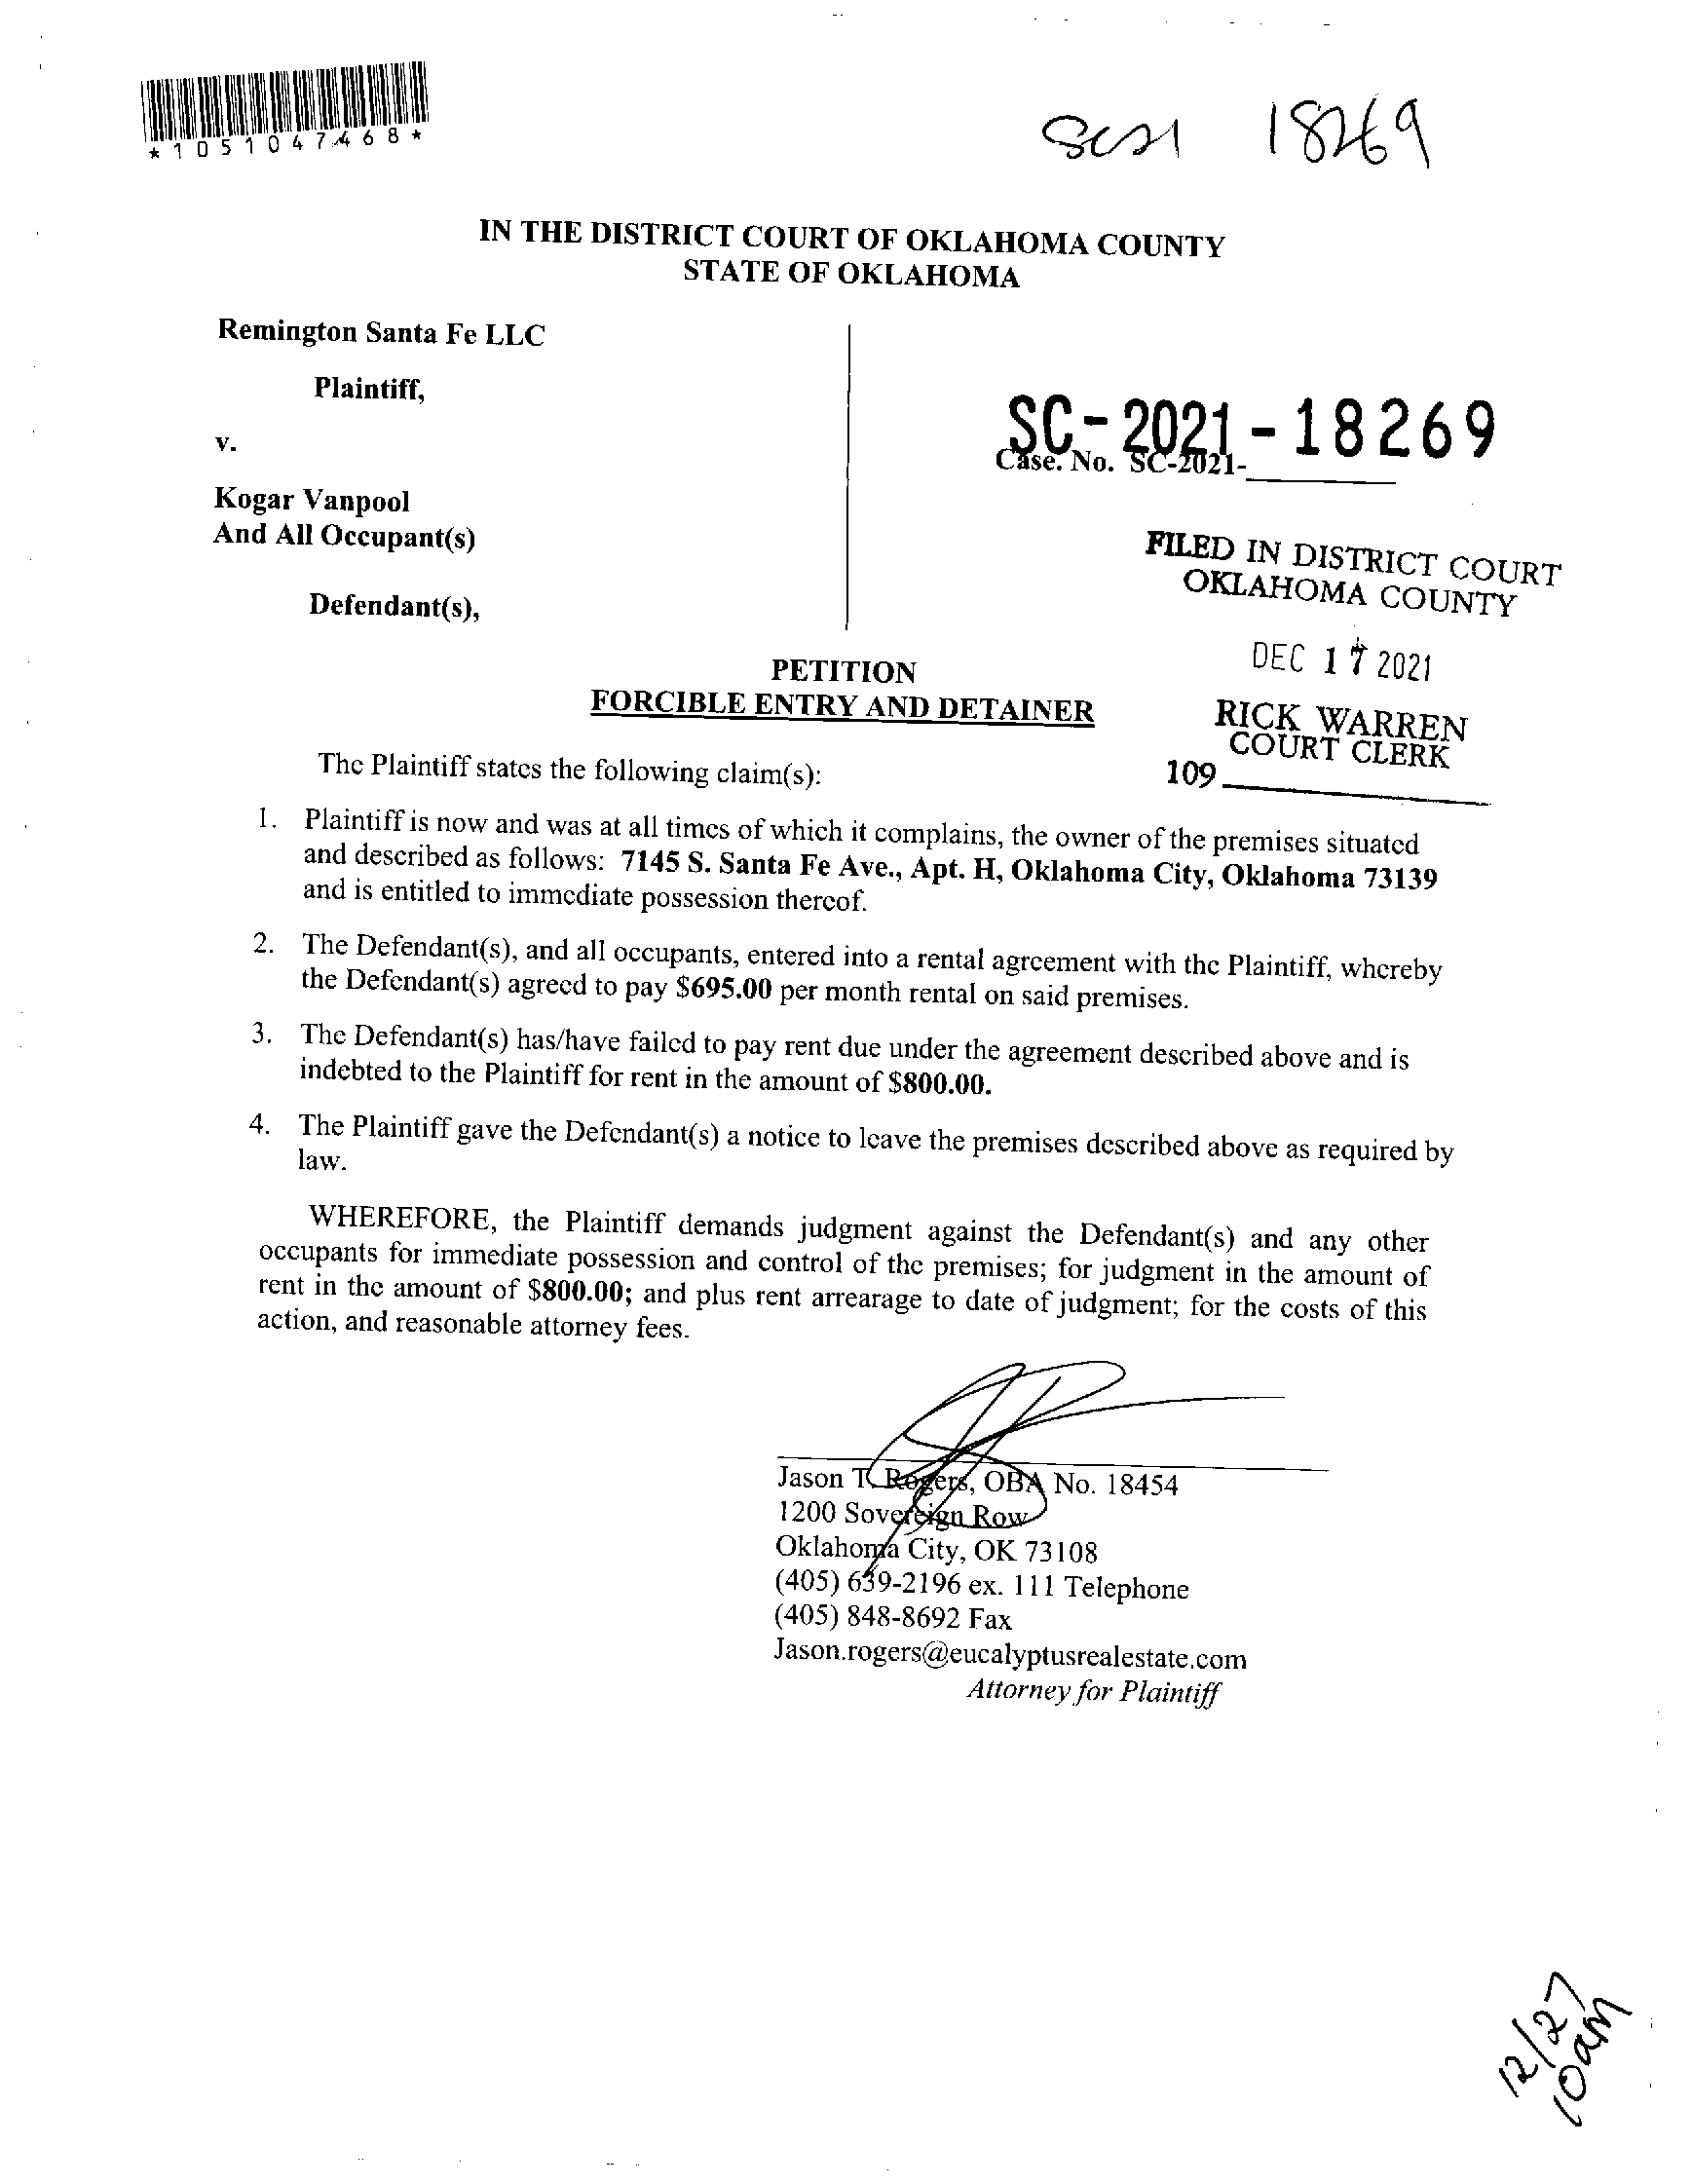 *1051047468*
SC21 18269
IN THE DISTRICT COURT OF OKLAHOMA COUNTY
STATE OF OKLAHOMA
Remington Santa Fe LLC
Plaintiff,
v.
Kogar Vanpool
And All Occupant(s)
Defendant(s),
SC-2021-18269
Case. No. SC-2021-
FILED IN DISTRICT COURT
OKLAHOMA COUNTY
DEC 17 2021
RICK WARREN
COURT CLERK
109
PETITION
FORCIBLE ENTRY AND DETAINER
The Plaintiff states the following claim(s):
1. Plaintiff is now and was at all times of which it complains, the owner of the premises situated
and described as follows: 7145 S. Santa Fe Ave., Apt. H, Oklahoma City, Oklahoma 73139
and is entitled to immediate possession thereof.
2. The Defendant(s), and all occupants, entered into a rental agreement with the Plaintiff, whereby
the Defendant(s) agreed to pay $695.00 per month rental on said premises.
3. The Defendant(s) has/have failed to pay rent due under the agreement described above and is
indebted to the Plaintiff for rent in the amount of $800.00.
4. The Plaintiff gave the Defendant(s) a notice to leave the premises described above as required by
law.
WHEREFORE, the Plaintiff demands judgment against the Defendant(s) and any other
occupants for immediate possession and control of the premises; for judgment in the amount of
rent in the amount of $800.00; and plus rent arrearage to date of judgment; for the costs of this
action, and reasonable attorney fees.
Jason T. Rogers, OBA No. 18454
1200 Sovereign Row
Oklahoma City, OK 73108
(405) 639-2196 ex. 111 Telephone
(405) 848-8692 Fax
Jason.rogers@eucalyptusrealestate.com
Attorney for Plaintiff
12/27
10am